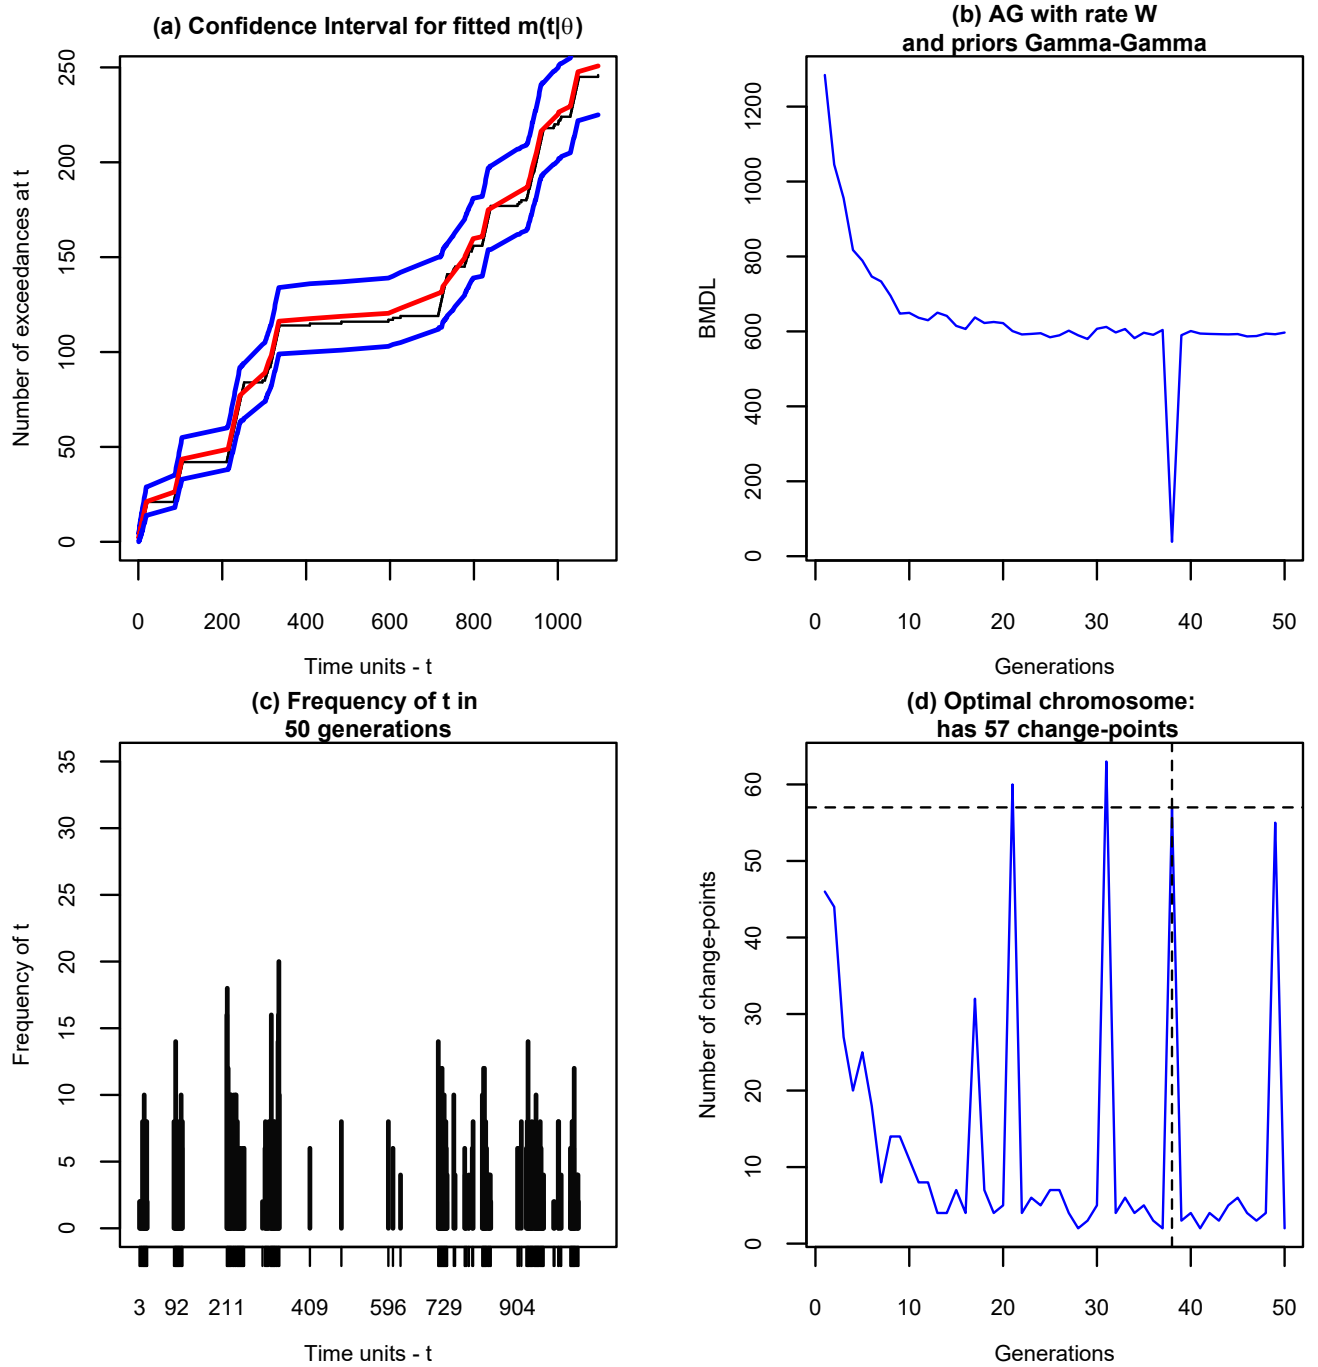 (a) Confidence Interval for fitted m(t|θ)
Number of exceedances at t
250
200
150
100
50
0
0 200 400 600 800 1000
Time units - t
(b) AG with rate W
and priors Gamma-Gamma
BMDL
1200
1000
800
600
400
200
0
0 10 20 30 40 50
Generations
(c) Frequency of t in
50 generations
Frequency of t
35
30
25
20
15
10
5
0
3 92 211 409 596 729 904
Time units - t
(d) Optimal chromosome:
has 57 change-points
Number of change-points
60
50
40
30
20
10
0
0 10 20 30 40 50
Generations